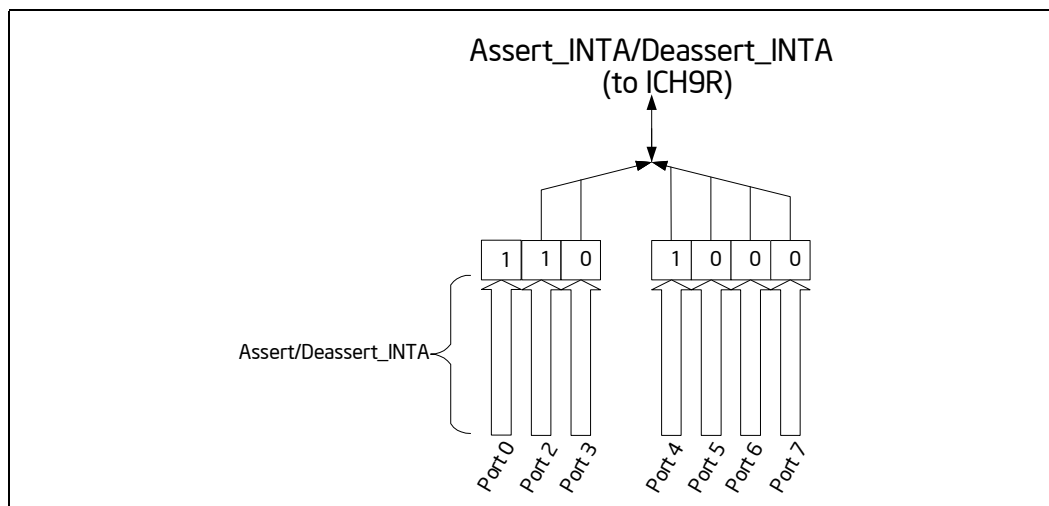 Assert_INTA/Deassert_INTA
(to ICH9R)
1 1 0 1 0 0 0
Assert/Deassert_INTA
Port 0 Port 2 Port 3 Port 4 Port 5 Port 6 Port 7